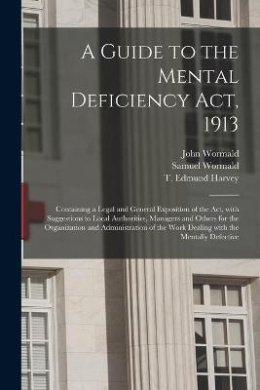 A Guide to the
Mental
Deficiency Act,
1913
Containing a Legal and General Exposition of the Act, with
Suggestions to Local Authorities, Managers and Others for the
Organization and Administration of the Work Dealing with the
Mentally Defective
John Wormald
Samuel Wormald
T. Edmund Harvey